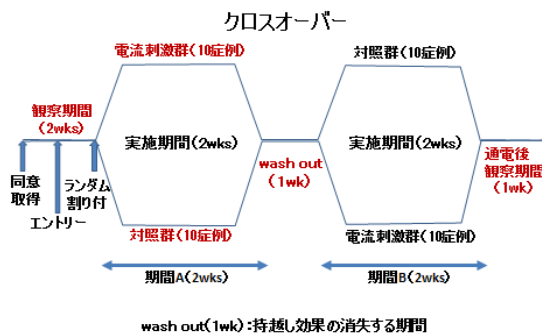 クロスオーバー
電流刺激群(10症例)
対照群(10症例)
観察期間
(2wks)
実施期間(2wks)
wash out
(1wk)
実施期間(2wks)
通電後
観察期間
(1wk)
同意
取得
エントリー
ランダム
割り付
対照群(10症例)
電流刺激群(10症例)
期間A(2wks)
期間B(2wks)
wash out(1wk):持越し効果の消失する期間